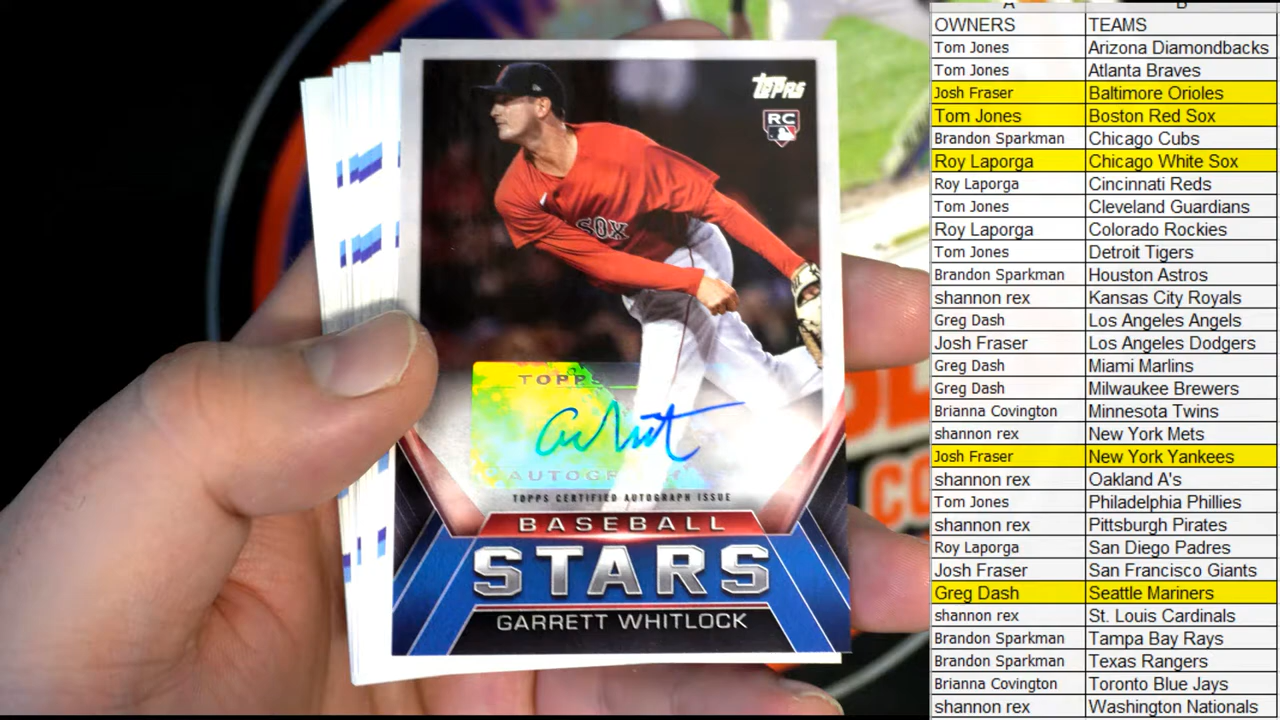 Topps
RC
SOX
TOPPS
AUTOGR
TOPPS CERTIFIED AUTOGRAPH ISSUE
BASEBALL
STARS
GARRETT WHITLOCK
A B
OWNERS TEAMS
Tom Jones Arizona Diamondbacks
Tom Jones Atlanta Braves
Josh Fraser Baltimore Orioles
Tom Jones Boston Red Sox
Brandon Sparkman Chicago Cubs
Roy Laporga Chicago White Sox
Roy Laporga Cincinnati Reds
Tom Jones Cleveland Guardians
Roy Laporga Colorado Rockies
Tom Jones Detroit Tigers
Brandon Sparkman Houston Astros
shannon rex Kansas City Royals
Greg Dash Los Angeles Angels
Josh Fraser Los Angeles Dodgers
Greg Dash Miami Marlins
Greg Dash Milwaukee Brewers
Brianna Covington Minnesota Twins
shannon rex New York Mets
Josh Fraser New York Yankees
shannon rex Oakland A's
Tom Jones Philadelphia Phillies
shannon rex Pittsburgh Pirates
Roy Laporga San Diego Padres
Josh Fraser San Francisco Giants
Greg Dash Seattle Mariners
shannon rex St. Louis Cardinals
Brandon Sparkman Tampa Bay Rays
Brandon Sparkman Texas Rangers
Brianna Covington Toronto Blue Jays
shannon rex Washington Nationals